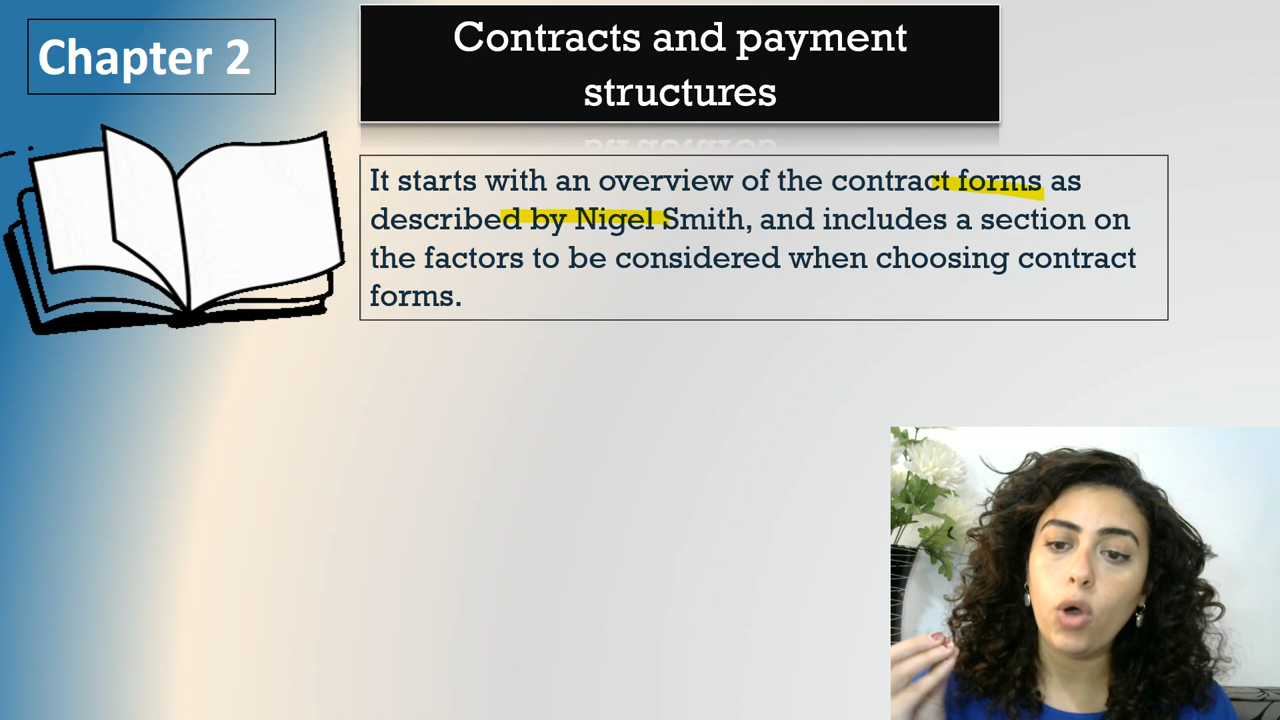 Chapter 2
Contracts and payment
structures
It starts with an overview of the contract forms as
described by Nigel Smith, and includes a section on
the factors to be considered when choosing contract
forms.